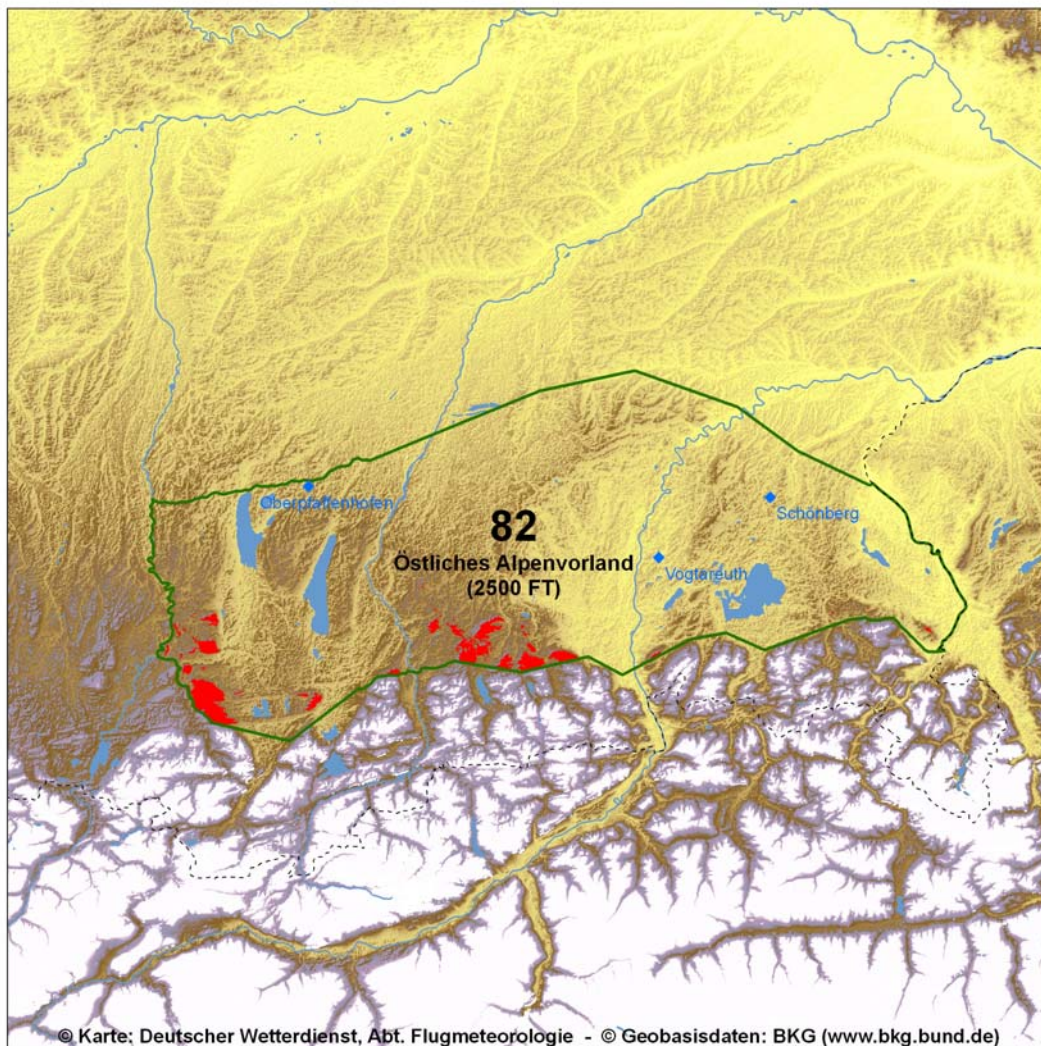 Oberpfaffenhofen
82
Schönberg
Östliches Alpenvorland
(2500 FT)
Vogtareuth
© Karte: Deutscher Wetterdienst, Abt. Flugmeteorologie - © Geobasisdaten: BKG (www.bkg.bund.de)